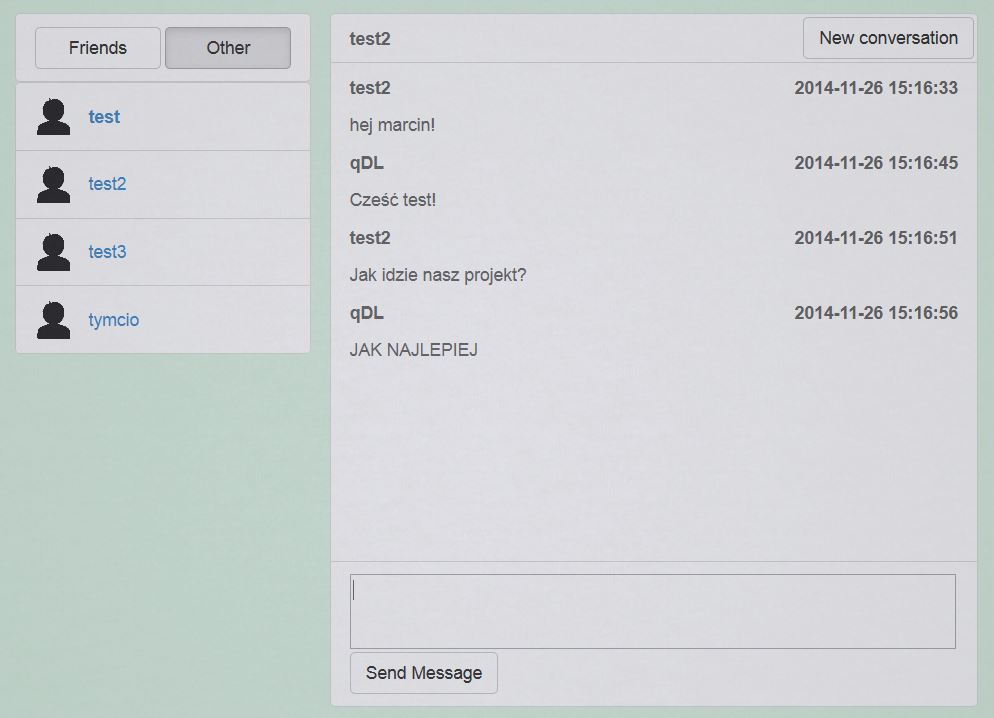 Friends
Other
test
test2
test3
tymcio
test2
New conversation
test2 2014-11-26 15:16:33
hej marcin!
qDL 2014-11-26 15:16:45
Cześć test!
test2 2014-11-26 15:16:51
Jak idzie nasz projekt?
qDL 2014-11-26 15:16:56
JAK NAJLEPIEJ
Send Message